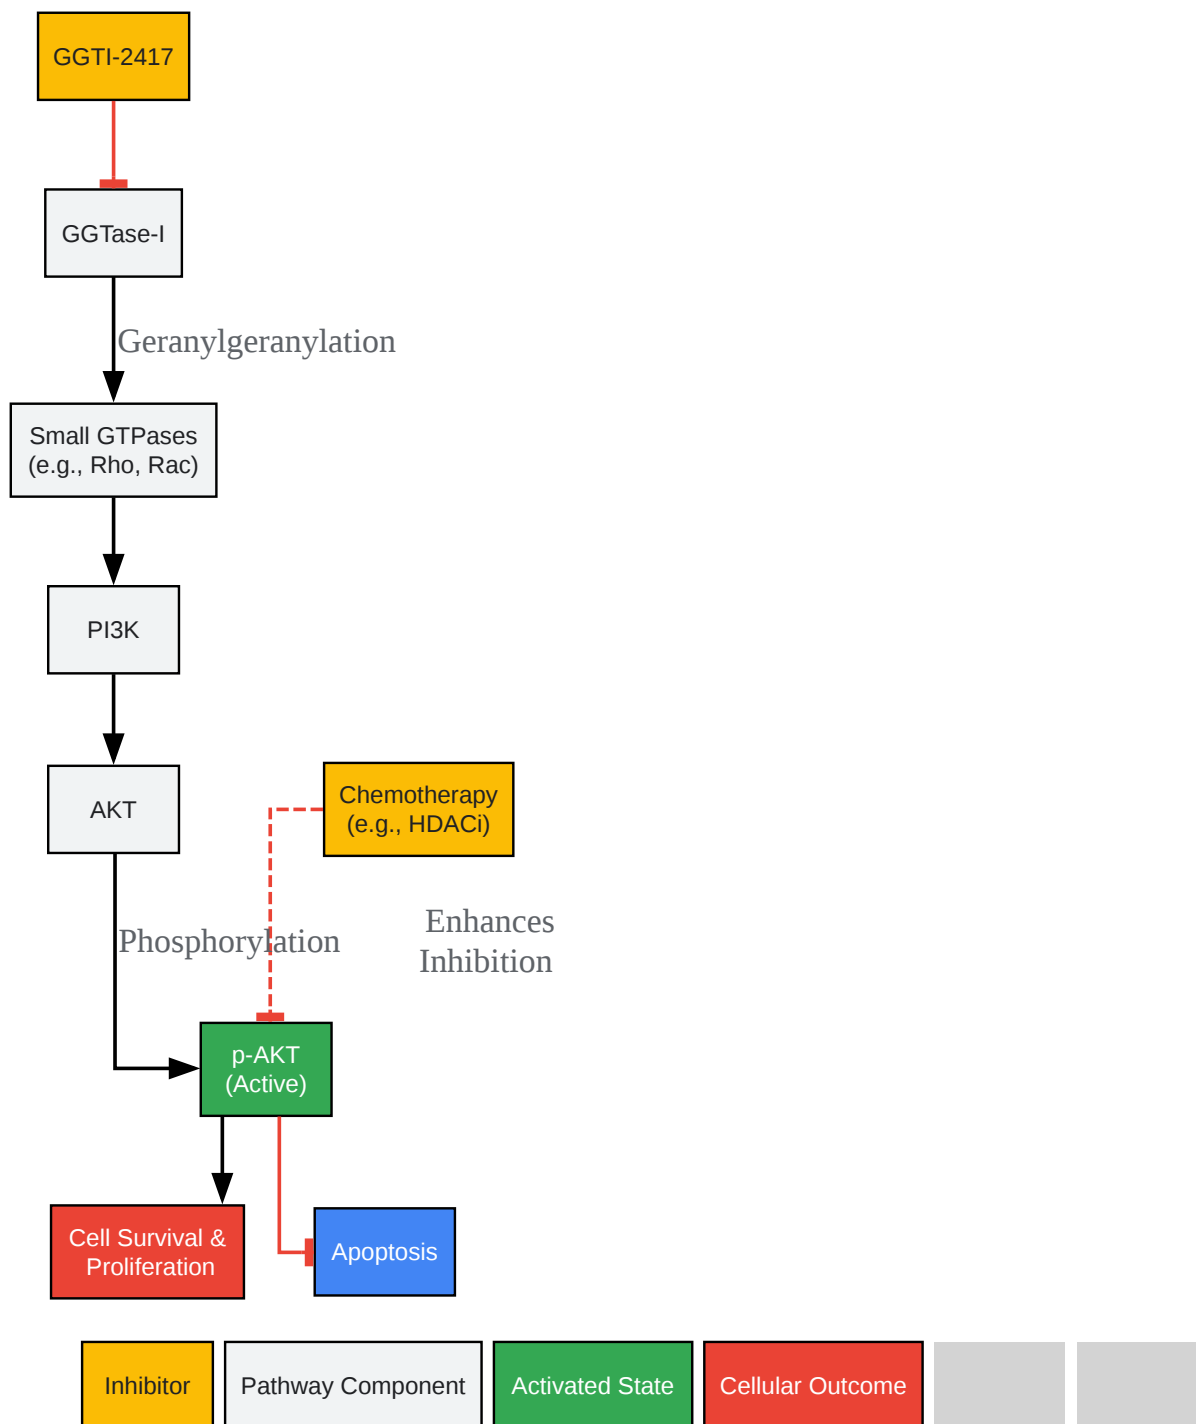 GGTI-2417
GGTase-I
Geranylgeranylation
Small GTPases
(e.g., Rho, Rac)
PI3K
AKT
Chemotherapy
(e.g., HDACi)
Phosphorylation
Enhances
Inhibition
p-AKT
(Active)
Cell Survival &
Proliferation
Apoptosis
Inhibitor
Pathway Component
Activated State
Cellular Outcome